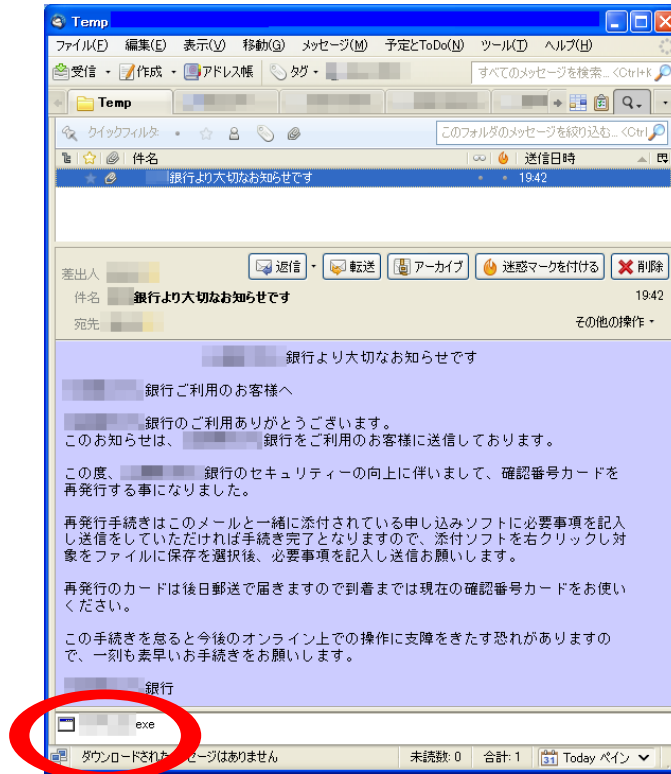 Temp
ファイル(F) 編集(E) 表示(V) 移動(G) メッセージ(M) 予定とToDo(N) ツール(T) ヘルプ(H)
受信 作成 アドレス帳 タグ すべてのメッセージを検索... <Ctrl+K
Temp
クイックフィルタ: このフォルダのメッセージを絞り込む... <Ctrl
件名 送信日時
銀行より大切なお知らせです 19:42
差出人 返信 転送 アーカイブ 迷惑マークを付ける 削除
件名 銀行より大切なお知らせです 19:42
宛先 その他の操作
銀行より大切なお知らせです
銀行ご利用のお客様へ
銀行のご利用ありがとうございます。
このお知らせは、 銀行をご利用のお客様に送信しております。
この度、 銀行のセキュリティーの向上に伴いまして、確認番号カードを
再発行する事になりました。
再発行手続きはこのメールと一緒に添付されている申し込みソフトに必要事項を記入
し送信をしていただければ手続き完了となりますので、添付ソフトを右クリックし対
象をファイルに保存を選択後、必要事項を記入し送信お願いします。
再発行のカードは後日郵送で届きますので到着までは現在の確認番号カードをお使い
ください。
この手続きを怠ると今後のオンライン上での操作に支障をきたす恐れがありますの
で、一刻も素早いお手続きをお願いします。
銀行
exe
ダウンロードされた セージはありません 未読数: 0 合計: 1 31 Today ペイン